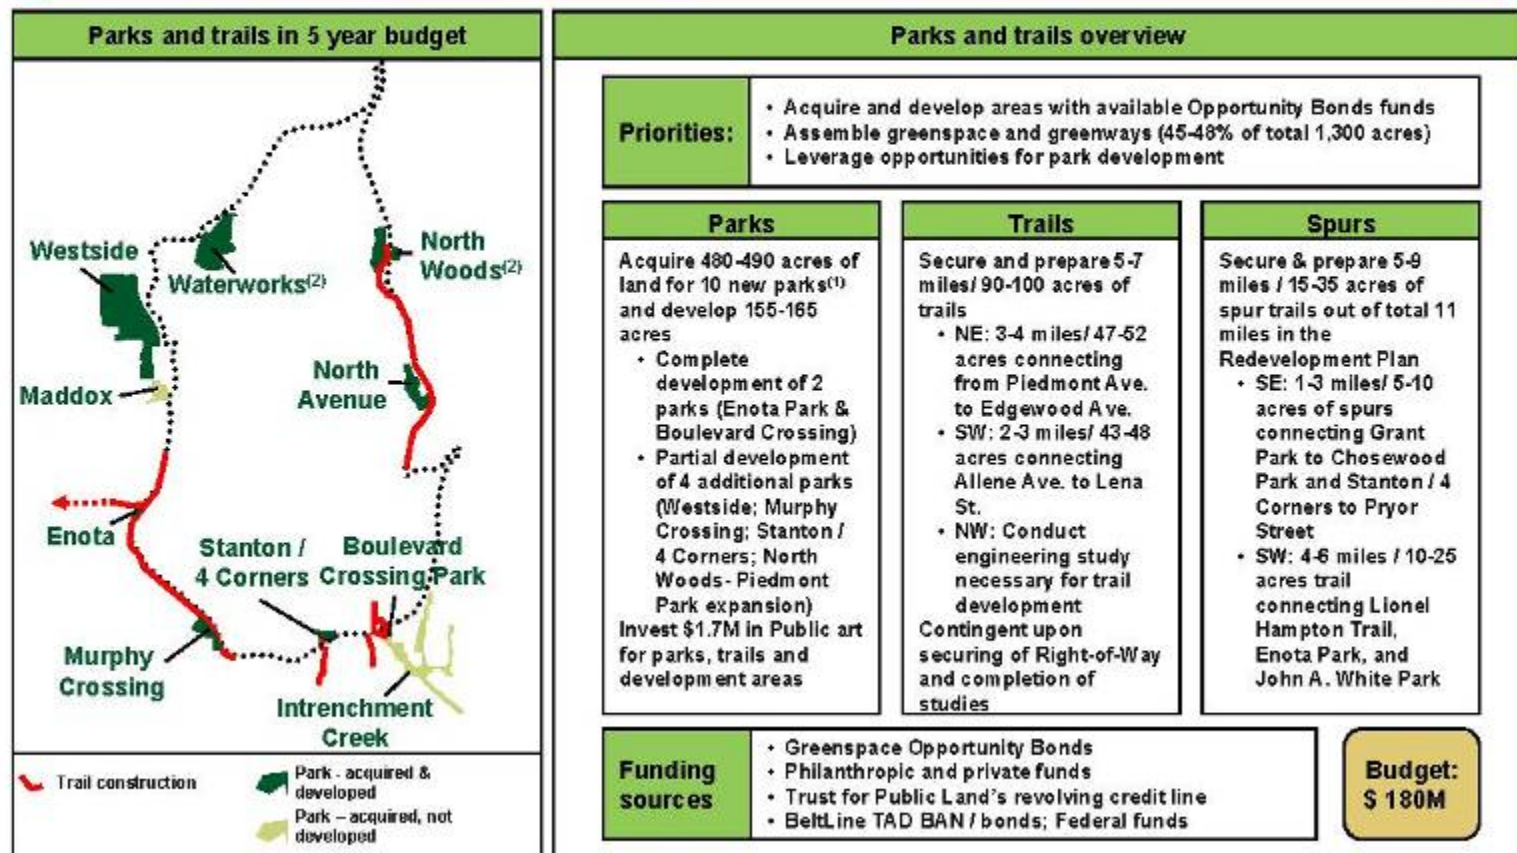 Parks and trails in 5 year budget
Westside
Waterworks(2)
North
Woods(2)
Maddox
North
Avenue
Enota
Stanton /
4 Corners
Boulevard
Crossing Park
Murphy
Crossing
Intrenchment
Creek
Trail construction
Park - acquired &
developed
Park – acquired, not
developed
Parks and trails overview
Priorities:
• Acquire and develop areas with available Opportunity Bonds funds
• Assemble greenspace and greenways (45-48% of total 1,300 acres)
• Leverage opportunities for park development
Parks
Acquire 480-490 acres of
land for 10 new parks(1)
and develop 155-165
acres
• Complete
development of 2
parks (Enota Park &
Boulevard Crossing)
• Partial development
of 4 additional parks
(Westside; Murphy
Crossing; Stanton /
4 Corners; North
Woods- Piedmont
Park expansion)
Invest $1.7M in Public art
for parks, trails and
development areas
Trails
Secure and prepare 5-7
miles/ 90-100 acres of
trails
• NE: 3-4 miles/ 47-52
acres connecting
from Piedmont Ave.
to Edgewood Ave.
• SW: 2-3 miles/ 43-48
acres connecting
Allene Ave. to Lena
St.
• NW: Conduct
engineering study
necessary for trail
development
Contingent upon
securing of Right-of-Way
and completion of
studies
Spurs
Secure & prepare 5-9
miles / 15-35 acres of
spur trails out of total 11
miles in the
Redevelopment Plan
• SE: 1-3 miles/ 5-10
acres of spurs
connecting Grant
Park to Chosewood
Park and Stanton / 4
Corners to Pryor
Street
• SW: 4-6 miles / 10-25
acres trail
connecting Lionel
Hampton Trail,
Enota Park, and
John A. White Park
Funding
sources
• Greenspace Opportunity Bonds
• Philanthropic and private funds
• Trust for Public Land's revolving credit line
• BeltLine TAD BAN / bonds; Federal funds
Budget:
$ 180M